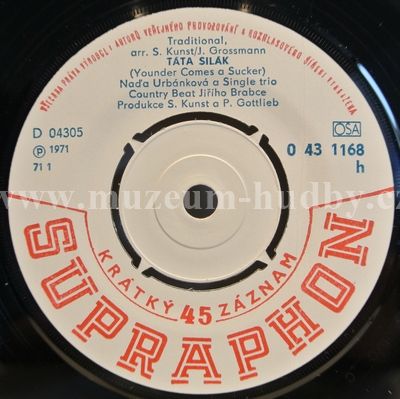 VŠECHNA PRÁVA VÝROBCŮ I AUTORŮ VEŘEJNÉHO PROVOZOVÁNÍ A ROZHLASOVÉHO ŠÍŘENÍ VYHRAZENA
Traditional,
arr. S. Kunst/J. Grossmann
TÁTA SILÁK
(Younder Comes a Sucker)
Naďa Urbánková a Single trio
Country Beat Jiřího Brabce
Produkce S. Kunst a P. Gottlieb
D 04305
Ⓟ 1971
71 1
OSA
0 43 1168
h
www.muzeum-hudby.cz
KRÁTKÝ 45 ZÁZNAM
SUPRAPHON